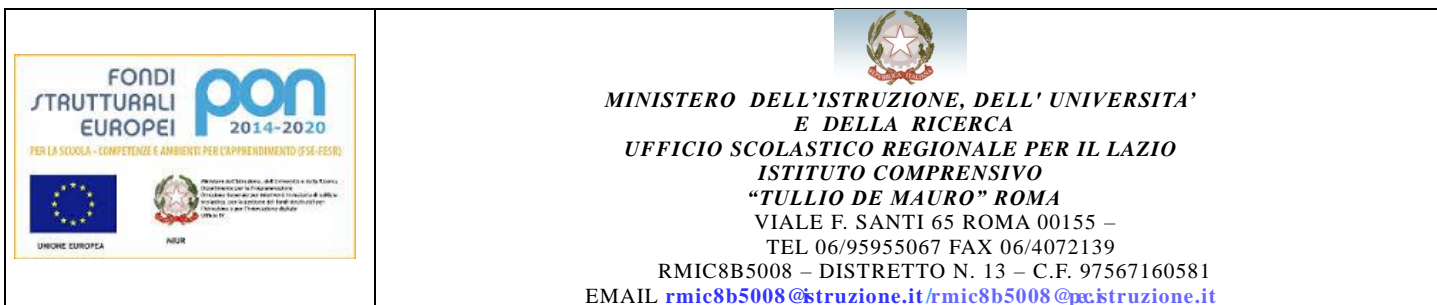 FONDI
STRUTTURALI
EUROPEI
pon
2014-2020
PER LA SCUOLA - COMPETENZE E AMBIENTI PER L'APPRENDIMENTO (FSE-FESR)
UNIONE EUROPEA
MIUR
MINISTERO DELL'ISTRUZIONE, DELL' UNIVERSITA'
E DELLA RICERCA
UFFICIO SCOLASTICO REGIONALE PER IL LAZIO
ISTITUTO COMPRENSIVO
“TULLIO DE MAURO” ROMA
VIALE F. SANTI 65 ROMA 00155 –
TEL 06/95955067 FAX 06/4072139
RMIC8B5008 – DISTRETTO N. 13 – C.F. 97567160581
EMAIL rmic8b5008@istruzione.it/rmic8b5008@pec.istruzione.it